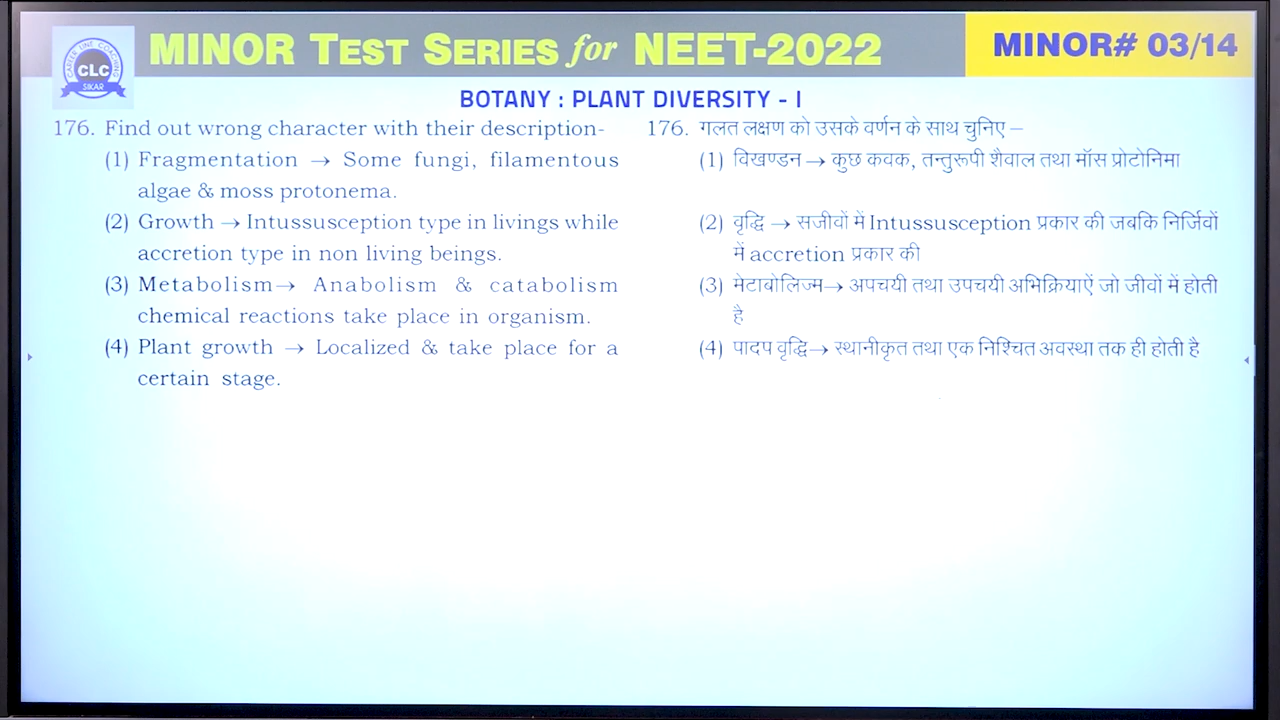 CAREER LINE COACHING
CLC
SIKAR
MINOR TEST SERIES for NEET-2022
MINOR# 03/14
BOTANY : PLANT DIVERSITY - I
176. Find out wrong character with their description-
(1) Fragmentation → Some fungi, filamentous
algae & moss protonema.
(2) Growth → Intussusception type in livings while
accretion type in non living beings.
(3) Metabolism→ Anabolism & catabolism
chemical reactions take place in organism.
(4) Plant growth → Localized & take place for a
certain stage.
176. गलत लक्षण को उसके वर्णन के साथ चुनिए –
(1) विखण्डन → कुछ कवक, तन्तुरूपी शैवाल तथा मॉस प्रोटोनिमा
(2) वृद्धि → सजीवों में Intussusception प्रकार की जबकि निर्जिवों
में accretion प्रकार की
(3) मेटाबोलिज्म→ अपचयी तथा उपचयी अभिक्रियाऐं जो जीवों में होती
है
(4) पादप वृद्धि→ स्थानीकृत तथा एक निश्चित अवस्था तक ही होती है